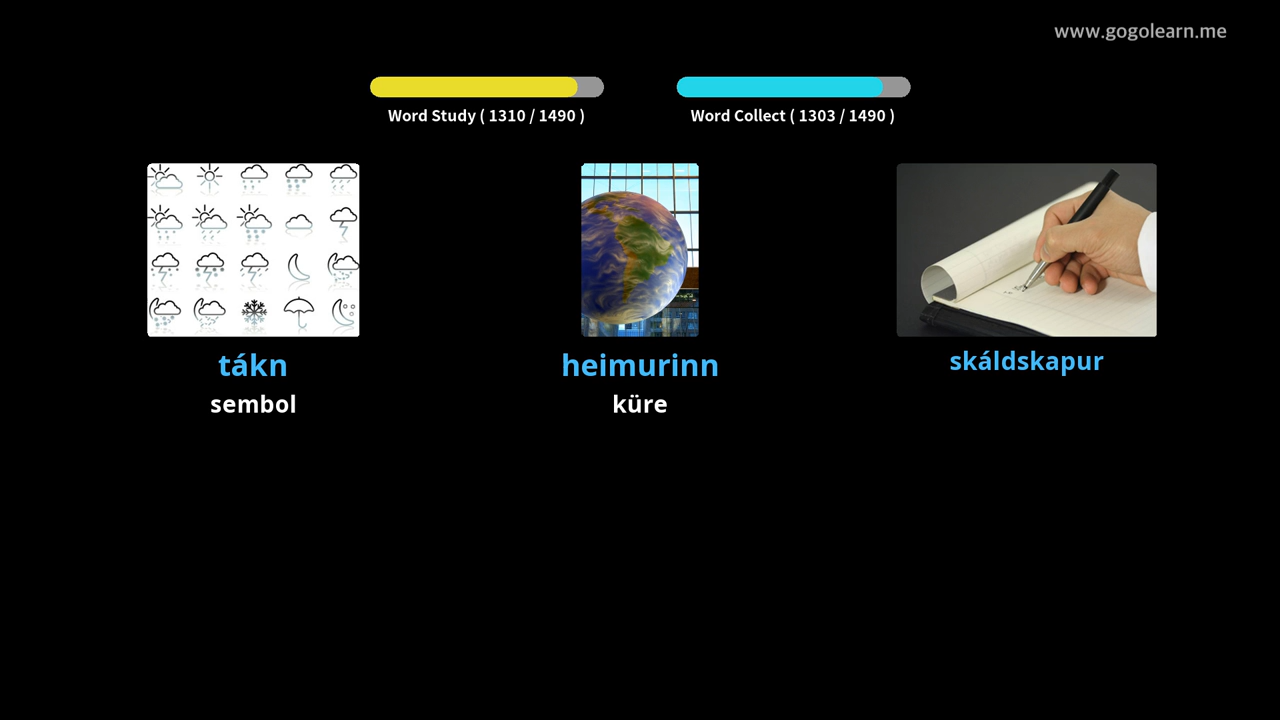 www.gogolearn.me
Word Study ( 1310 / 1490 )
Word Collect ( 1303 / 1490 )
tákn
heimurinn
skáldskapur
sembol
küre